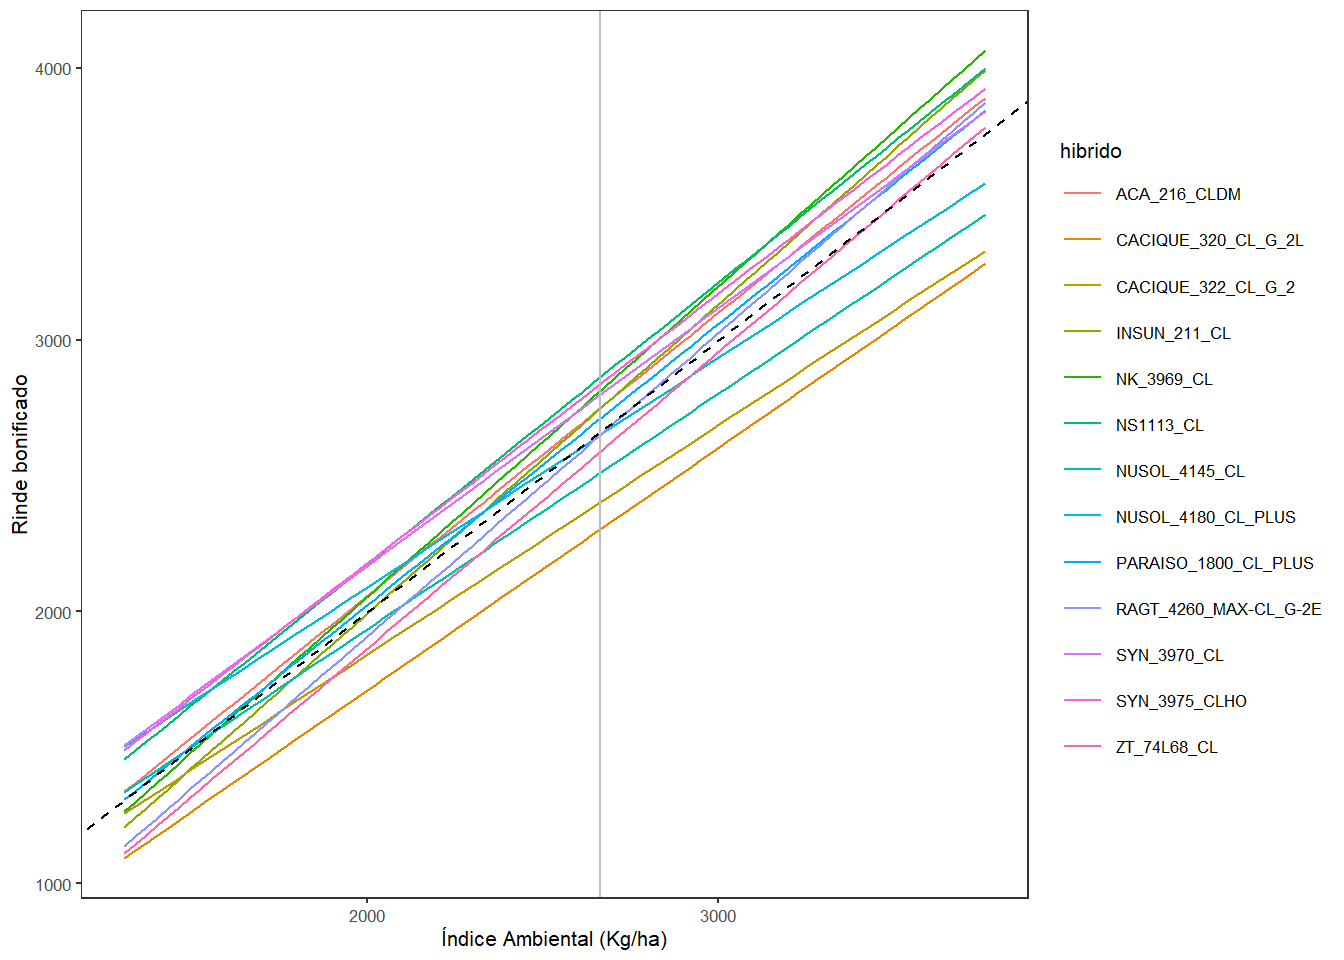 4000
3000
2000
1000
Rinde bonificado
2000
3000
Índice Ambiental (Kg/ha)
hibrido
ACA_216_CLDM
CACIQUE_320_CL_G_2L
CACIQUE_322_CL_G_2
INSUN_211_CL
NK_3969_CL
NS1113_CL
NUSOL_4145_CL
NUSOL_4180_CL_PLUS
PARAISO_1800_CL_PLUS
RAGT_4260_MAX-CL_G-2E
SYN_3970_CL
SYN_3975_CLHO
ZT_74L68_CL